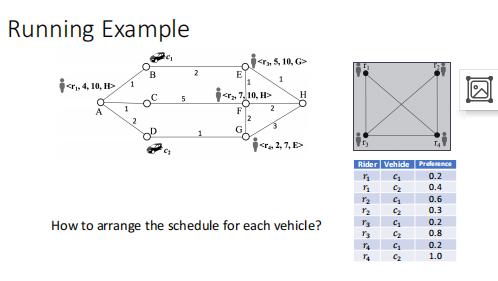 Running Example
c₁
<r₃, 5, 10, G>
B
2
E
<r₁, 4, 10, H>
1
1
1
C
5
<r₂, 7, 10, H>
H
A
1
F
2
2
2
D
1
G
3
c₂
<r₄, 2, 7, E>
How to arrange the schedule for each vehicle?
r₁
r₂
r₃
r₄
Rider Vehicle Preference
r₁ c₁ 0.2
r₁ c₂ 0.4
r₂ c₁ 0.6
r₂ c₂ 0.3
r₃ c₁ 0.2
r₃ c₂ 0.8
r₄ c₁ 0.2
r₄ c₂ 1.0